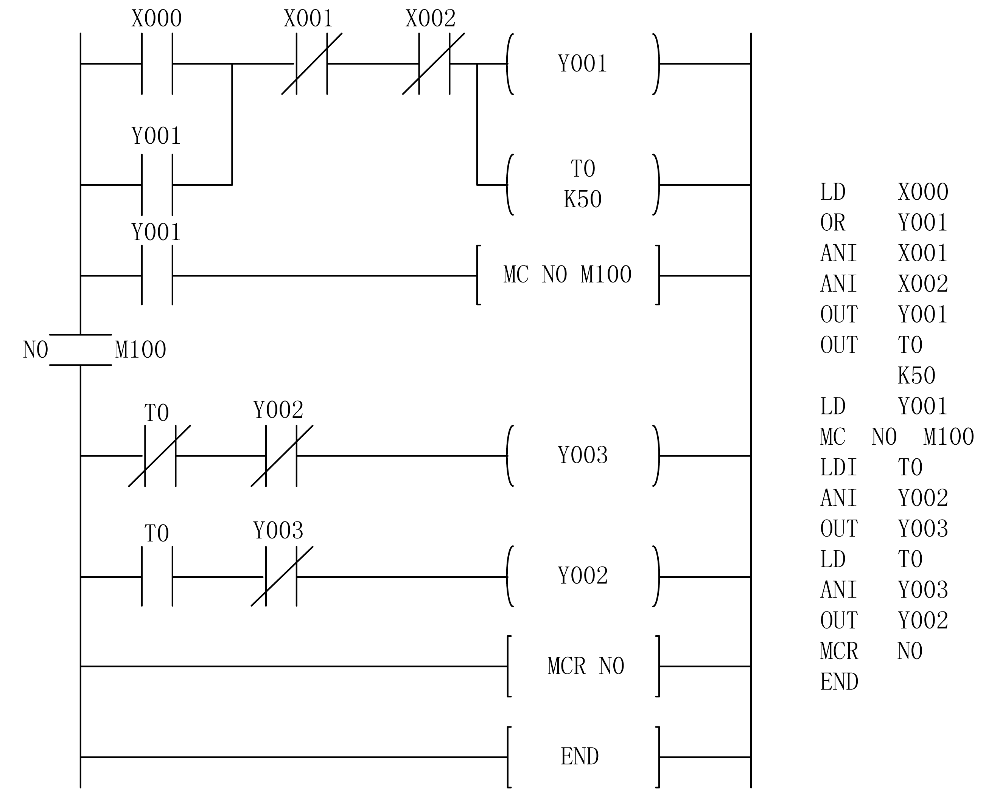 X000 X001 X002
Y001
Y001
T0
K50
Y001
MC N0 M100
N0 M100
T0 Y002
Y003
T0 Y003
Y002
MCR N0
END
LD X000
OR Y001
ANI X001
ANI X002
OUT Y001
OUT T0
K50
LD Y001
MC N0 M100
LDI T0
ANI Y002
OUT Y003
LD T0
ANI Y003
OUT Y002
MCR N0
END